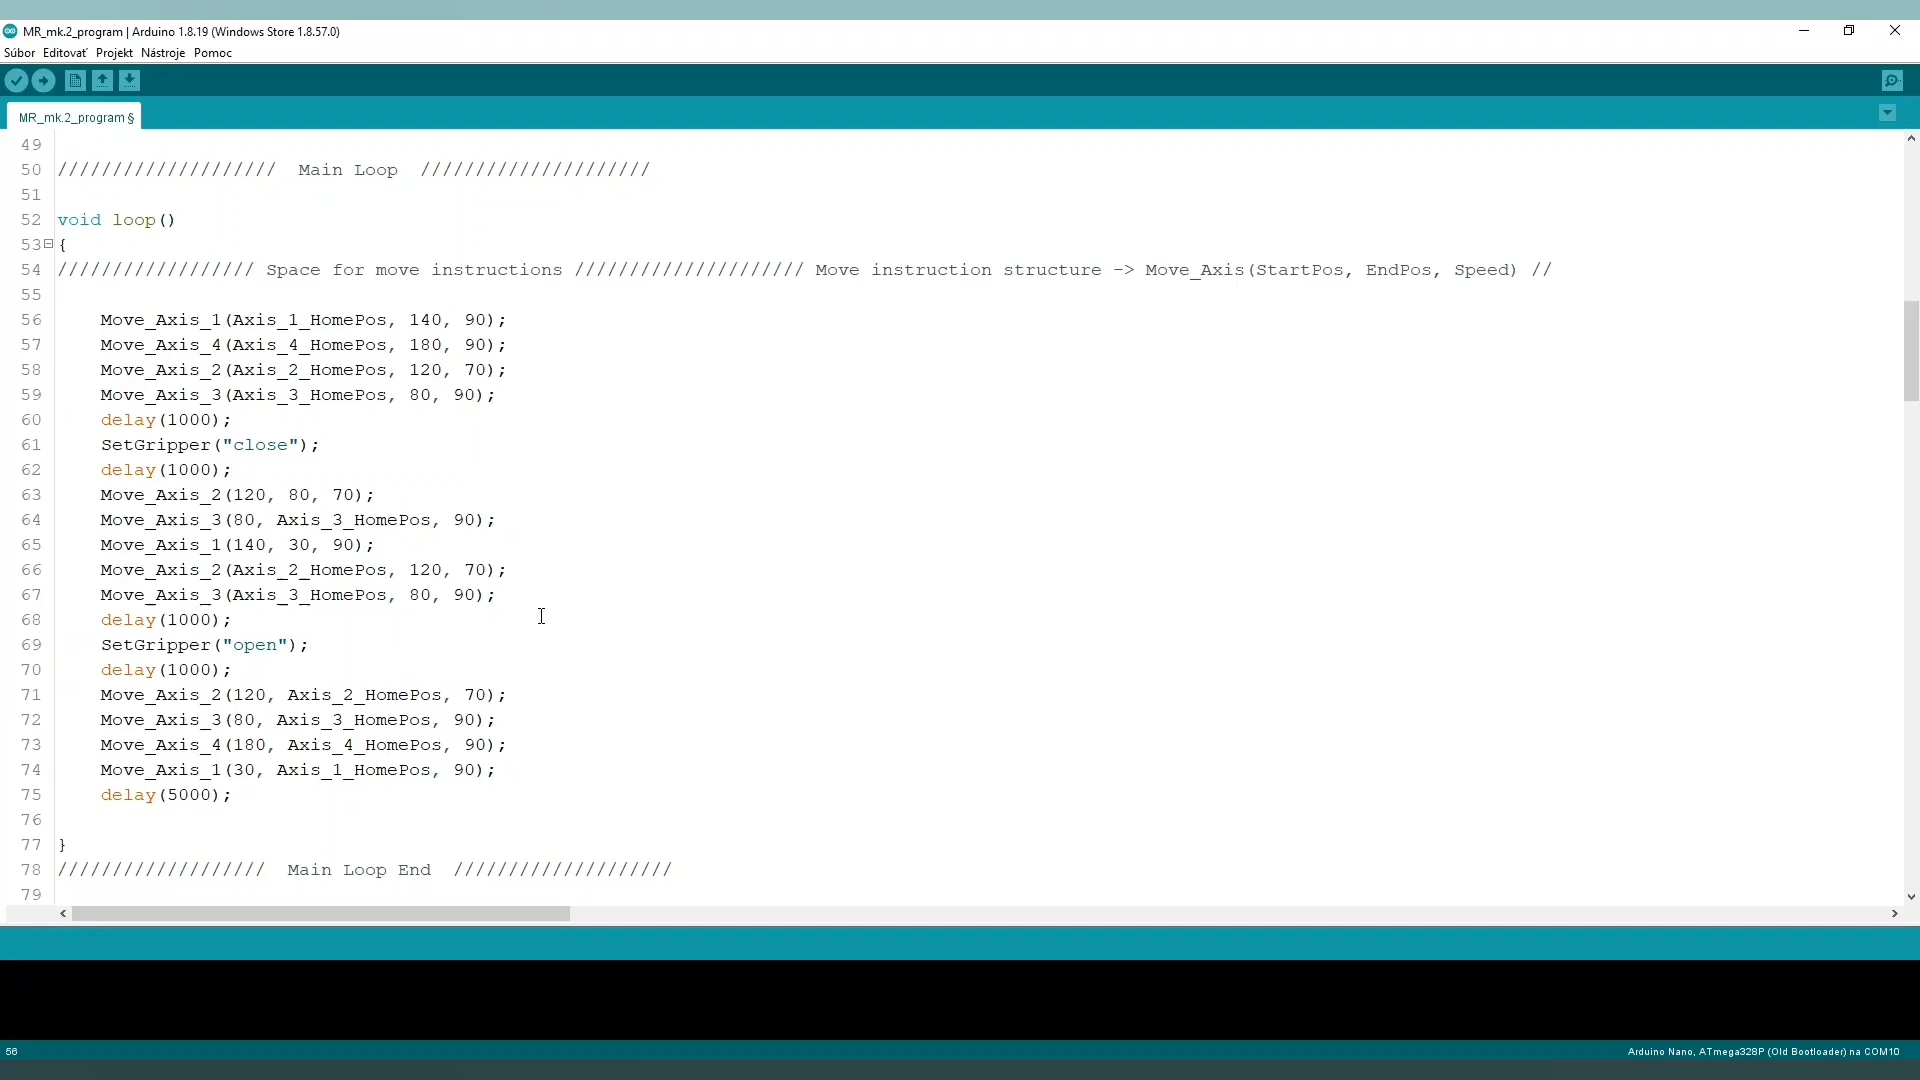 MR_mk.2_program | Arduino 1.8.19 (Windows Store 1.8.57.0)
Súbor Editovať Projekt Nástroje Pomoc
MR_mk.2_program §
49
50 ////////////////////  Main Loop  /////////////////////
51
52 void loop()
53 {
54 ////////////////// Space for move instructions ///////////////////// Move instruction structure -> Move_Axis(StartPos, EndPos, Speed) //
55
56     Move_Axis_1(Axis_1_HomePos, 140, 90);
57     Move_Axis_4(Axis_4_HomePos, 180, 90);
58     Move_Axis_2(Axis_2_HomePos, 120, 70);
59     Move_Axis_3(Axis_3_HomePos, 80, 90);
60     delay(1000);
61     SetGripper("close");
62     delay(1000);
63     Move_Axis_2(120, 80, 70);
64     Move_Axis_3(80, Axis_3_HomePos, 90);
65     Move_Axis_1(140, 30, 90);
66     Move_Axis_2(Axis_2_HomePos, 120, 70);
67     Move_Axis_3(Axis_3_HomePos, 80, 90);
68     delay(1000);
69     SetGripper("open");
70     delay(1000);
71     Move_Axis_2(120, Axis_2_HomePos, 70);
72     Move_Axis_3(80, Axis_3_HomePos, 90);
73     Move_Axis_4(180, Axis_4_HomePos, 90);
74     Move_Axis_1(30, Axis_1_HomePos, 90);
75     delay(5000);
76
77 }
78 ///////////////////  Main Loop End  ////////////////////
79
56
Arduino Nano, ATmega328P (Old Bootloader) na COM10